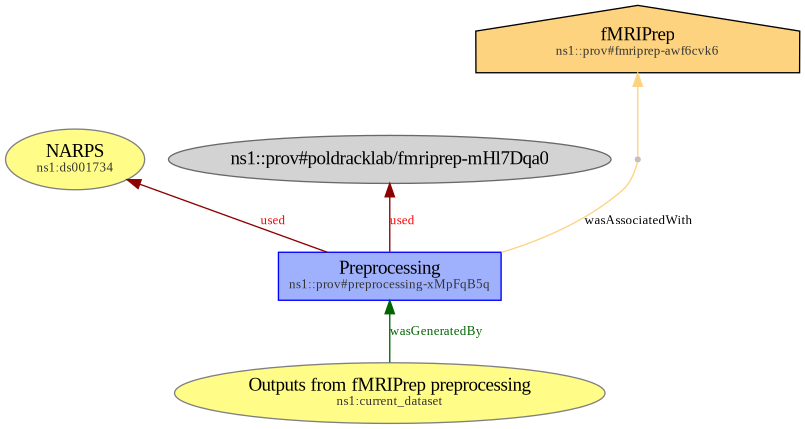 fMRIPrep
ns1::prov#fmriprep-awf6cvk6
NARPS
ns1:ds001734
ns1::prov#poldracklab/fmriprep-mHl7Dqa0
used
used
wasAssociatedWith
Preprocessing
ns1::prov#preprocessing-xMpFqB5q
wasGeneratedBy
Outputs from fMRIPrep preprocessing
ns1:current_dataset